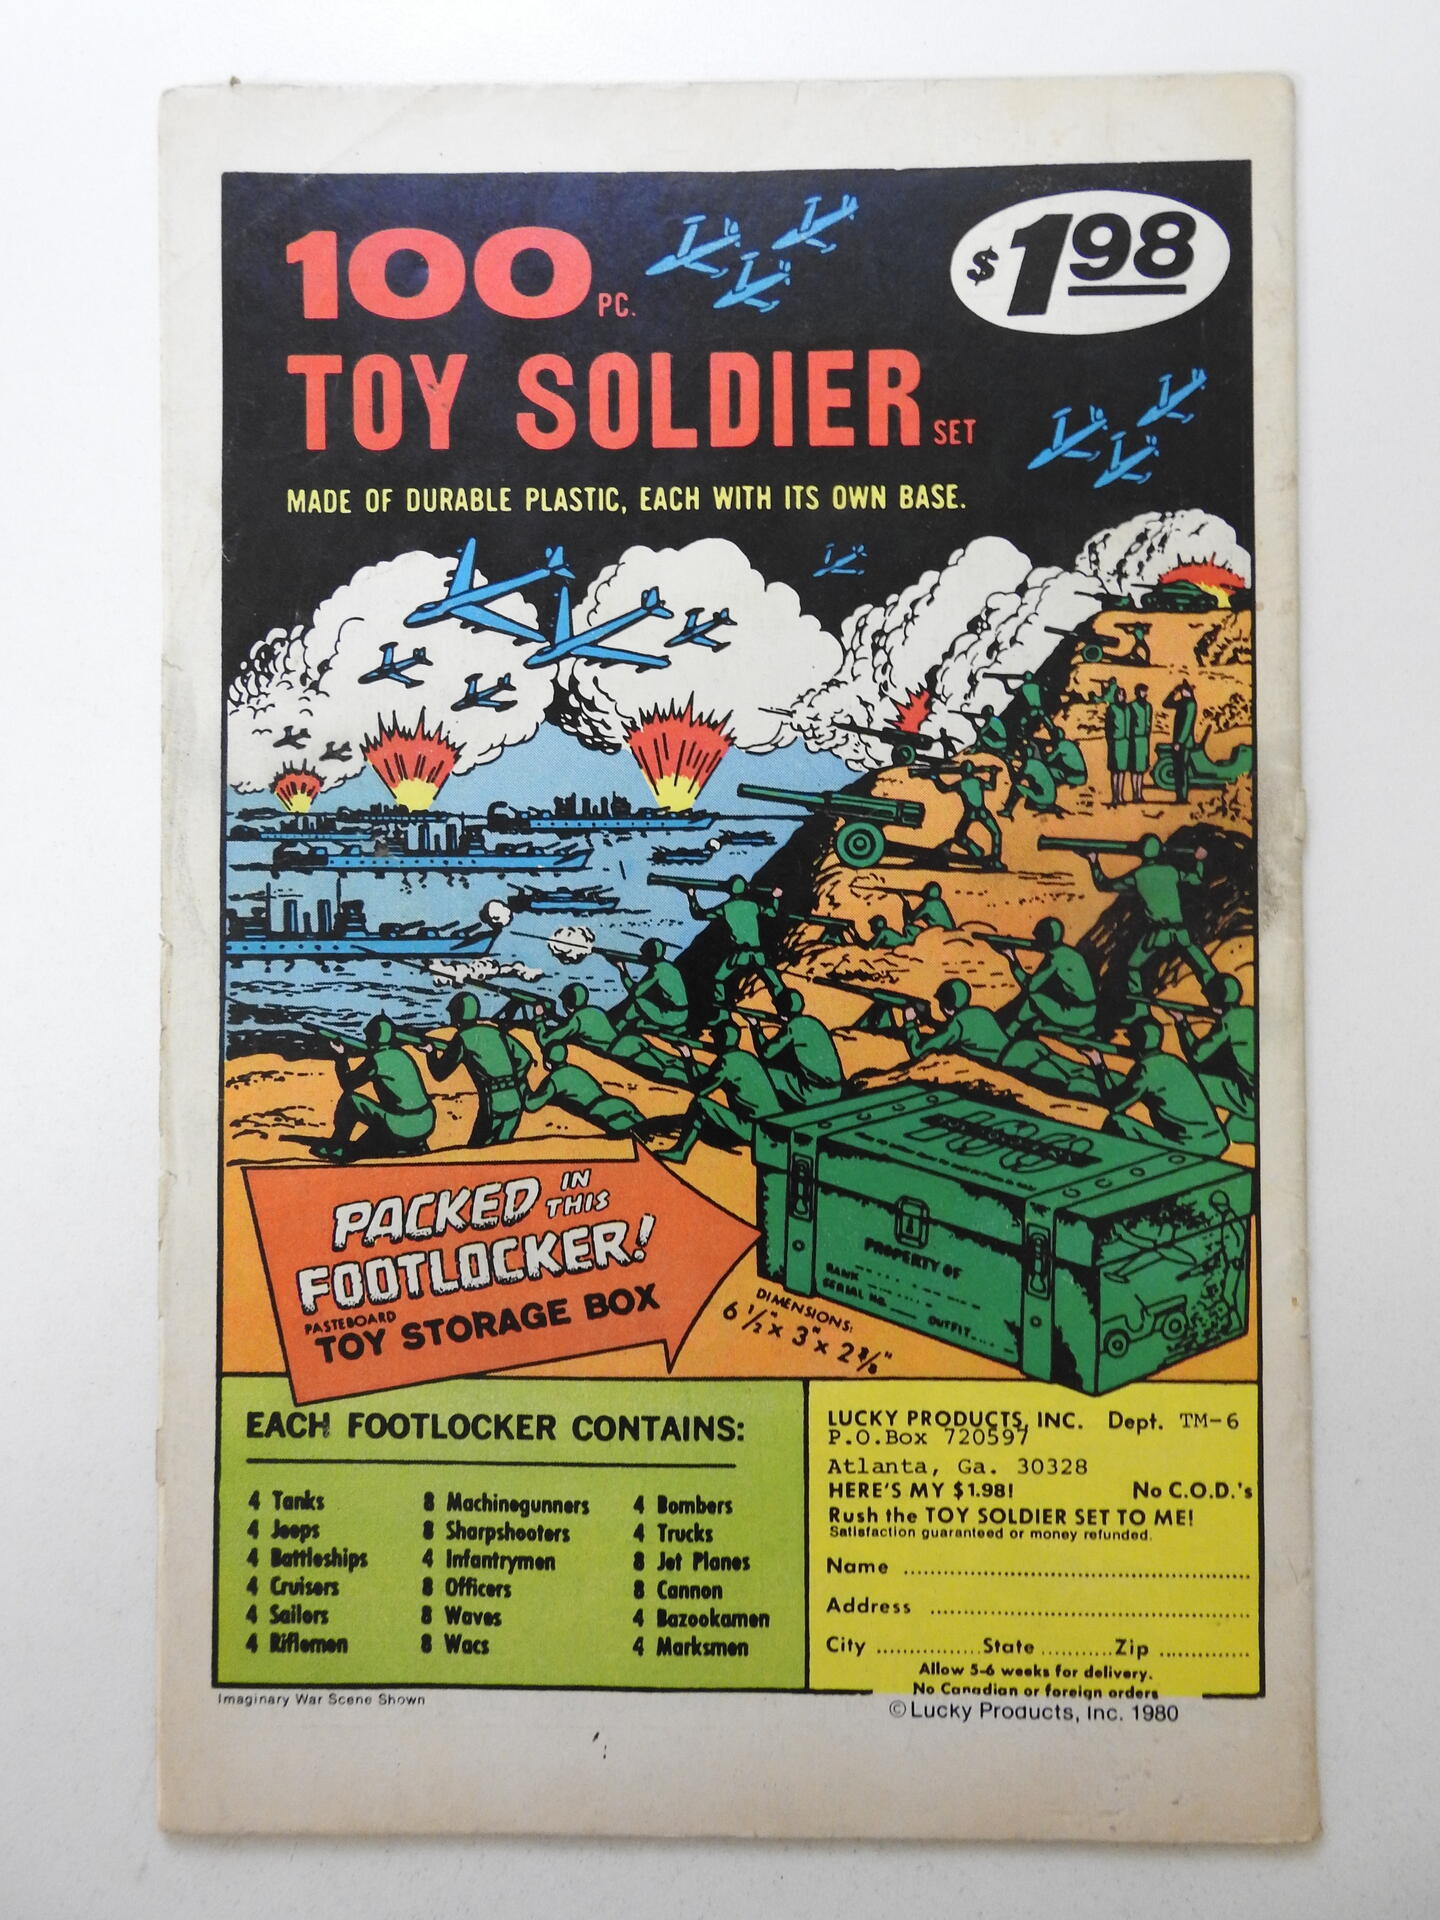 100 PC.
$1.98
TOY SOLDIER SET
MADE OF DURABLE PLASTIC, EACH WITH ITS OWN BASE.
PACKED IN THIS
FOOTLOCKER!
PASTEBOARD
TOY STORAGE BOX
DIMENSIONS:
6 1/2" x 3" x 2 3/8"
PROPERTY OF
RANK
SERIAL NO.
OUTFIT
EACH FOOTLOCKER CONTAINS:
4 Tanks
4 Jeeps
4 Battleships
4 Cruisers
4 Sailors
4 Riflemen
8 Machinegunners
8 Sharpshooters
4 Infantrymen
8 Officers
8 Waves
8 Wacs
4 Bombers
4 Trucks
8 Jet Planes
8 Cannon
4 Bazookamen
4 Marksmen
LUCKY PRODUCTS, INC. Dept. TM-6
P.O.Box 720597
Atlanta, Ga. 30328
HERE'S MY $1.98! No C.O.D.'s
Rush the TOY SOLDIER SET TO ME!
Satisfaction guaranteed or money refunded.
Name
Address
City State Zip
Allow 5-6 weeks for delivery.
No Canadian or foreign orders
Imaginary War Scene Shown
©Lucky Products, Inc. 1980